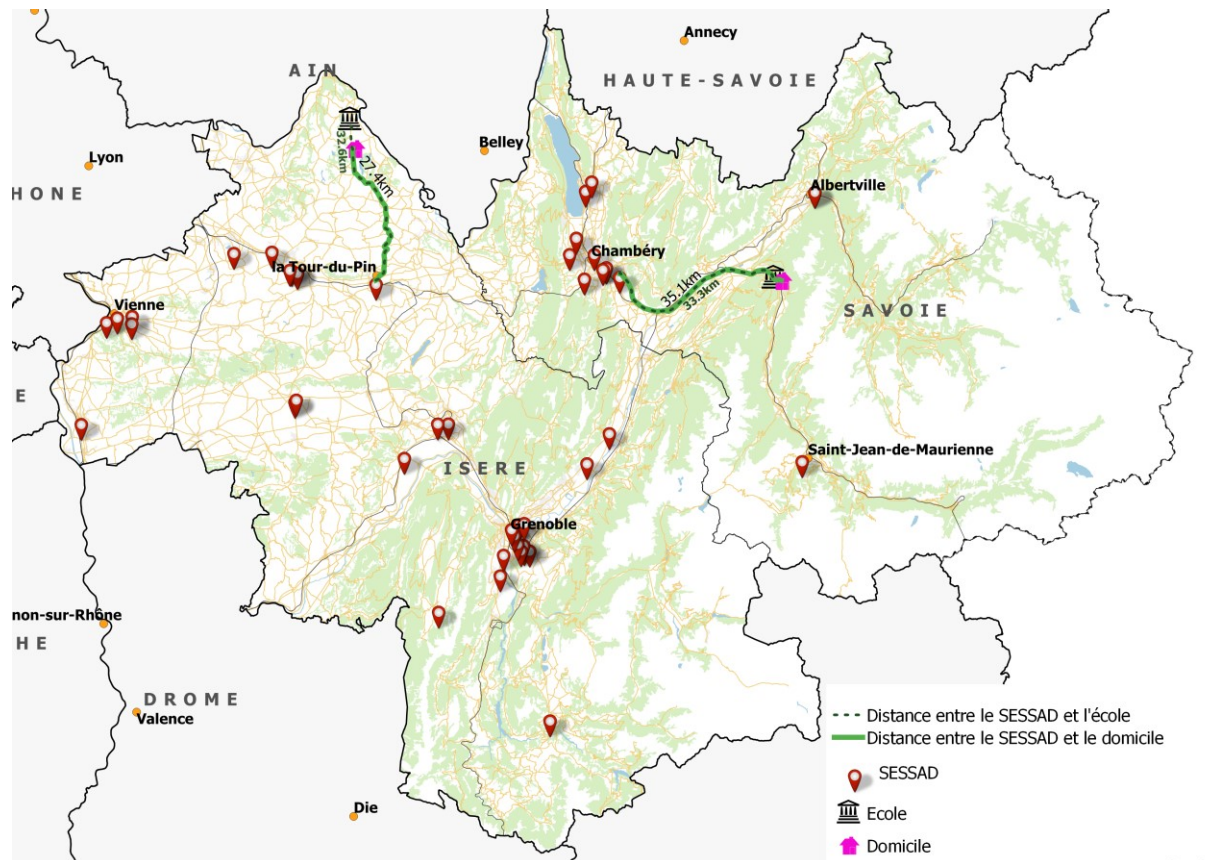 Annecy
AIN
HAUTE-SAVOIE
Belley
Lyon
HONE
32.6km
27.4km
Albertville
Chambéry
la Tour-du-Pin
35.1km
33.3km
Vienne
SAVOIE
E
Saint-Jean-de-Maurienne
ISERE
Grenoble
non-sur-Rhône
HE
DROME
Valence
Die
Distance entre le SESSAD et l'école
Distance entre le SESSAD et le domicile
SESSAD
Ecole
Domicile